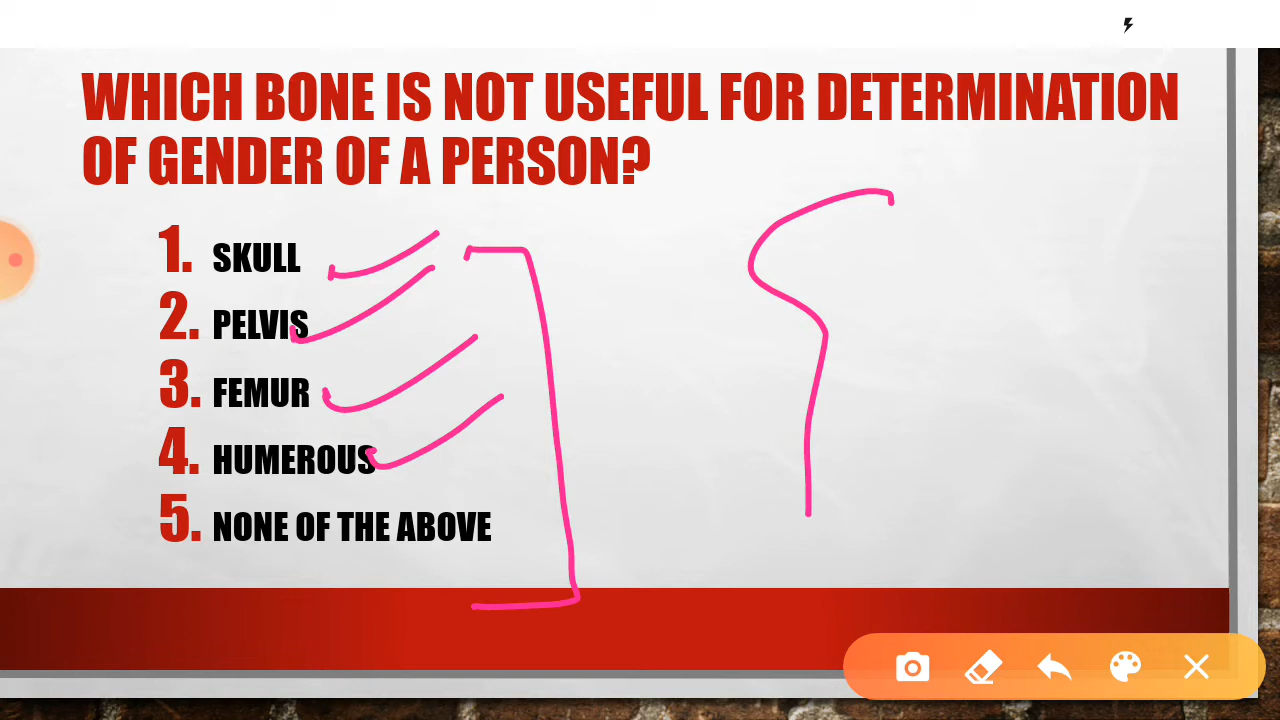 WHICH BONE IS NOT USEFUL FOR DETERMINATION
OF GENDER OF A PERSON?
1. SKULL
2. PELVIS
3. FEMUR
4. HUMEROUS
5. NONE OF THE ABOVE